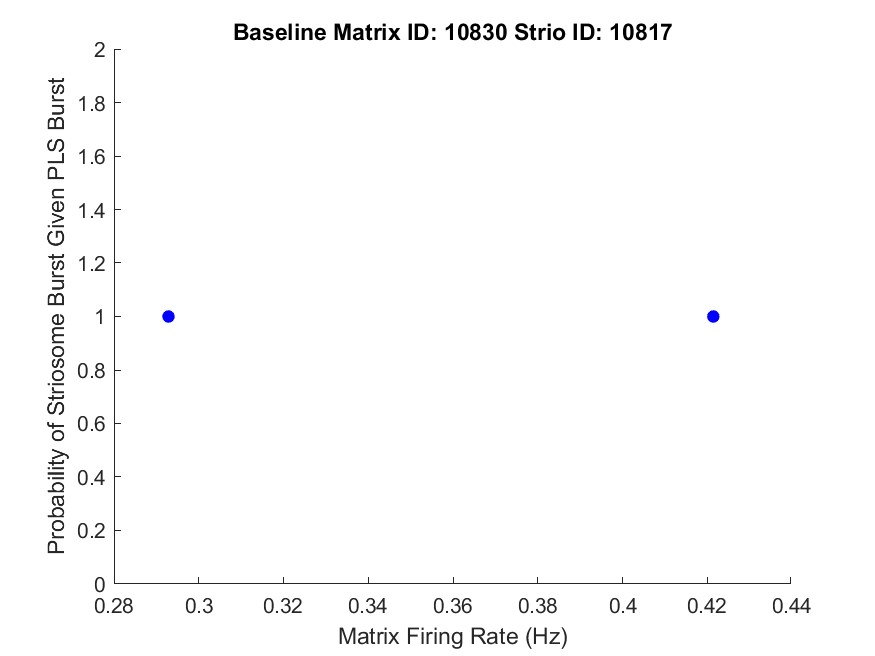 Baseline Matrix ID: 10830 Strio ID: 10817
Probability of Striosome Burst Given PLS Burst
2
1.8
1.6
1.4
1.2
1
0.8
0.6
0.4
0.2
0
0.28 0.3 0.32 0.34 0.36 0.38 0.4 0.42 0.44
Matrix Firing Rate (Hz)